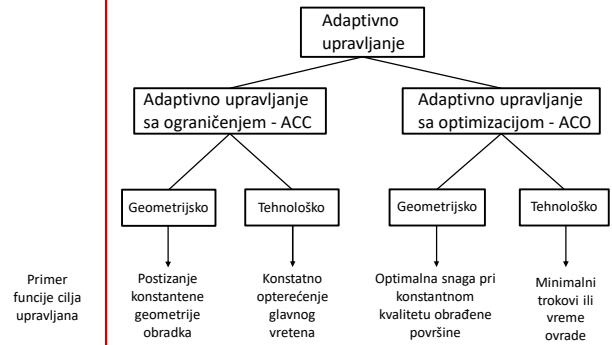 Adaptivno
upravljanje
Adaptivno upravljanje
sa ograničenjem - ACC
Adaptivno upravljanje
sa optimizacijom - ACO
Geometrijsko
Tehnološko
Geometrijsko
Tehnološko
Primer
funcije cilja
upravljana
Postizanje
konstantene
geometrije
obradka
Konstatno
opterećenje
glavnog
vretena
Optimalna snaga pri
konstantnom
kvalitetu obrađene
površine
Minimalni
trokovi ili
vreme
ovrade